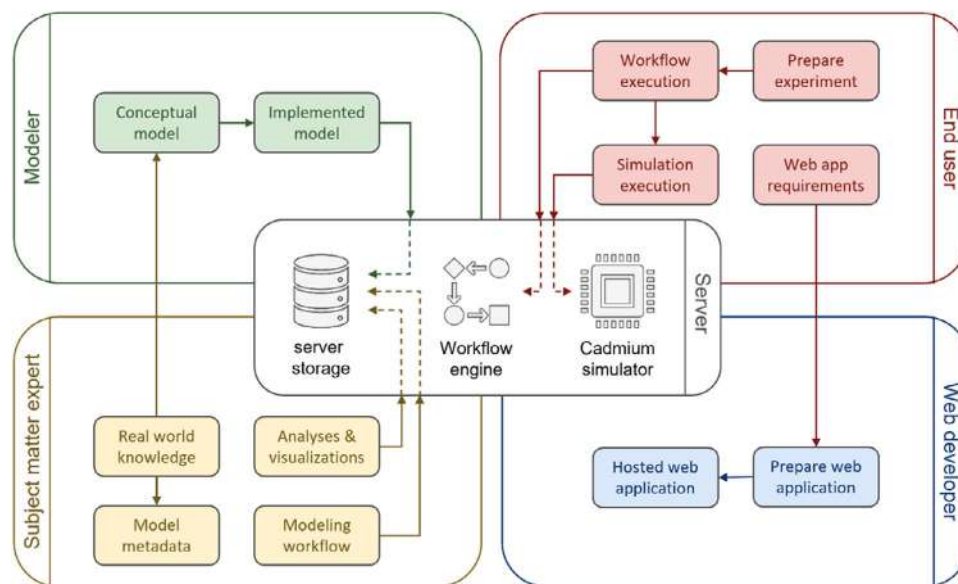 Modeler
Conceptual
model
Implemented
model
End user
Workflow
execution
Prepare
experiment
Simulation
execution
Web app
requirements
Server
server
storage
Workflow
engine
Cadmium
simulator
Subject matter expert
Real world
knowledge
Analyses &
visualizations
Model
metadata
Modeling
workflow
Web developer
Hosted web
application
Prepare web
application